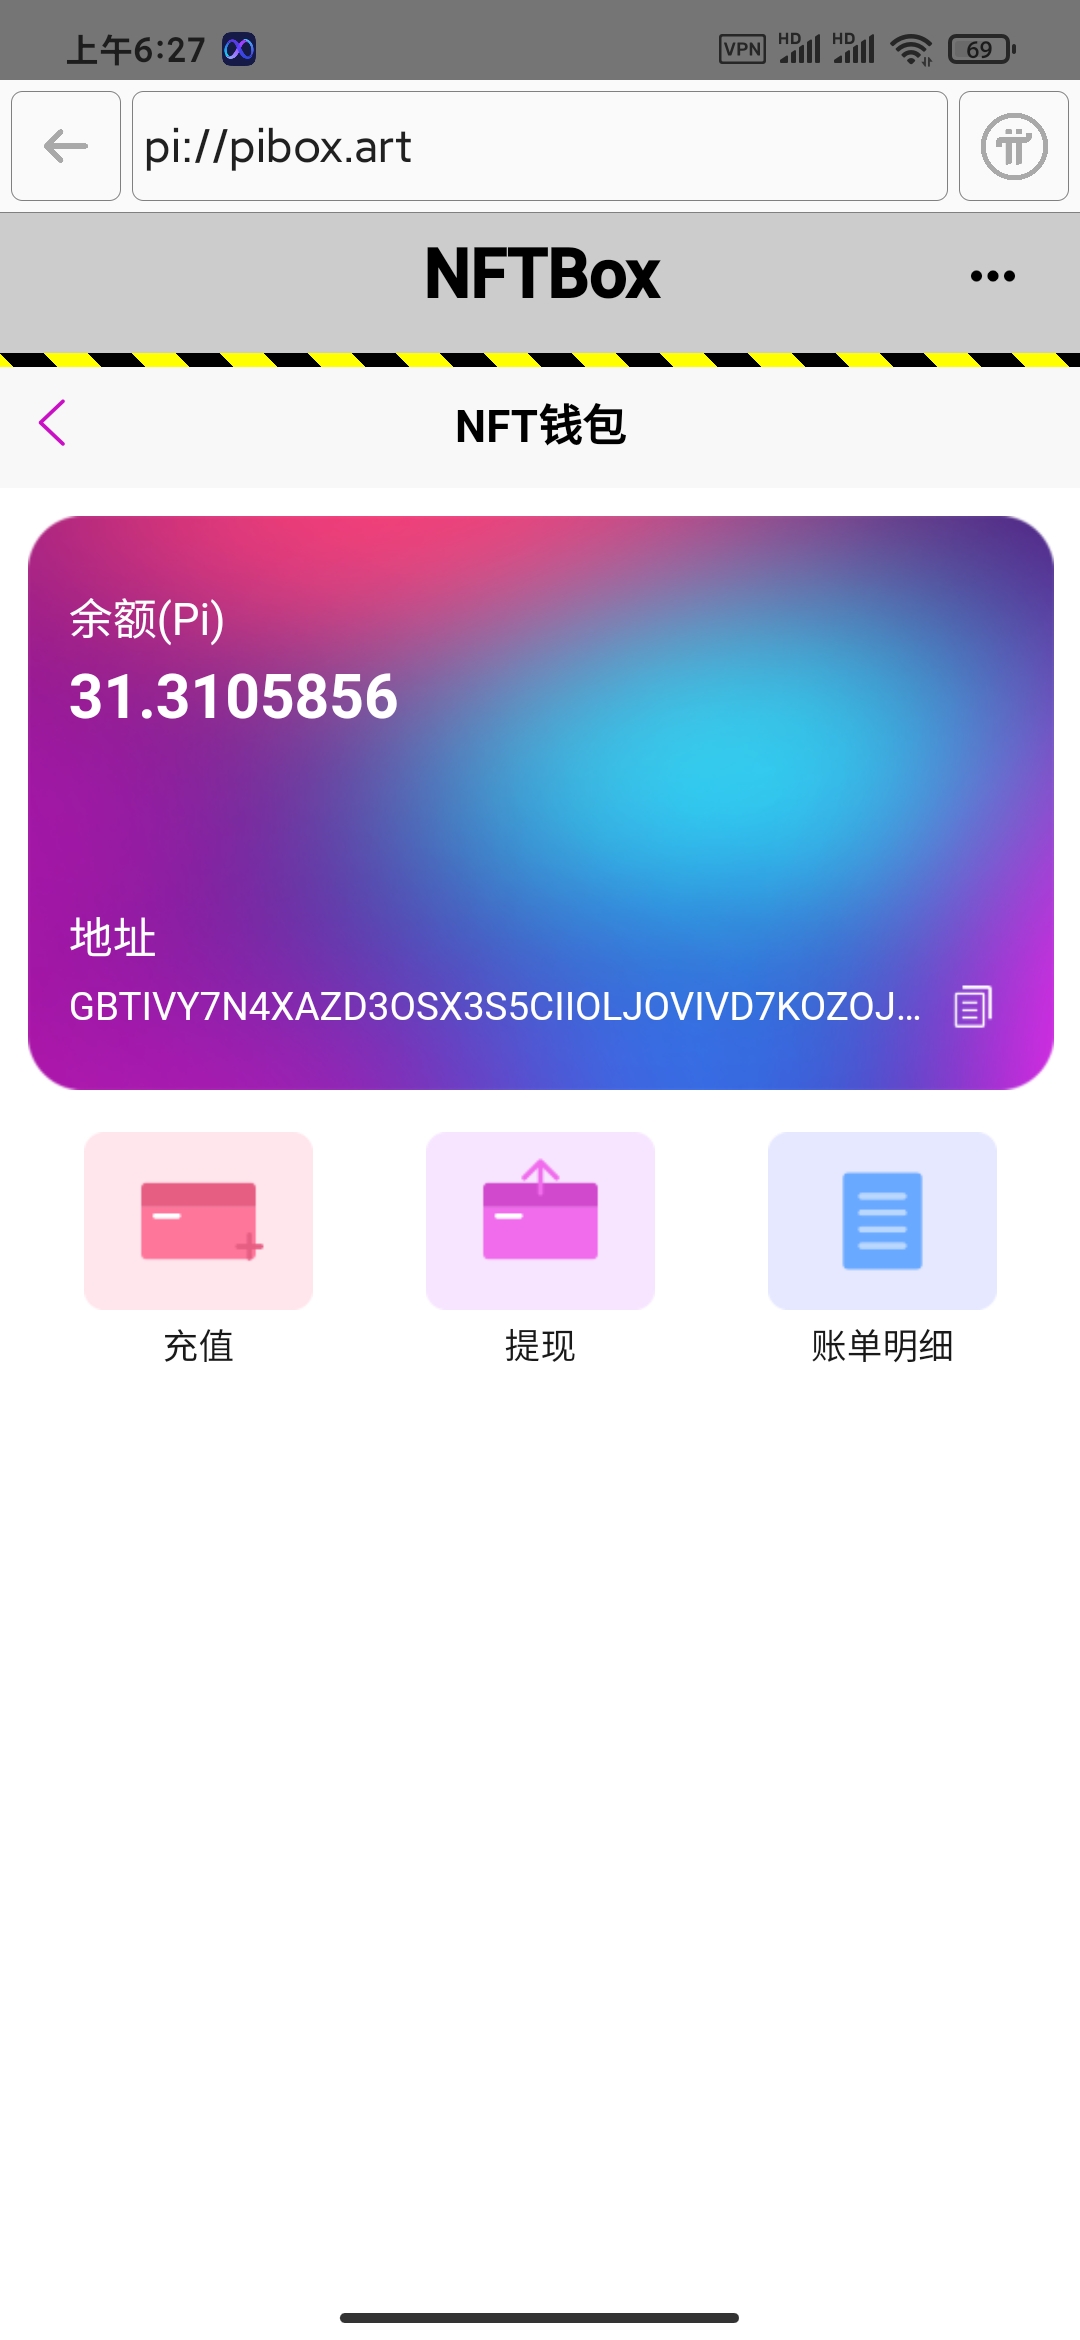 上午6:27
VPN HD HD 69
pi://pibox.art
NFTBox
NFT钱包
余额(Pi)
31.3105856
地址
GBTIVY7N4XAZD3OSX3S5CIIOLJOVIVD7KOZOJ...
充值 提现 账单明细